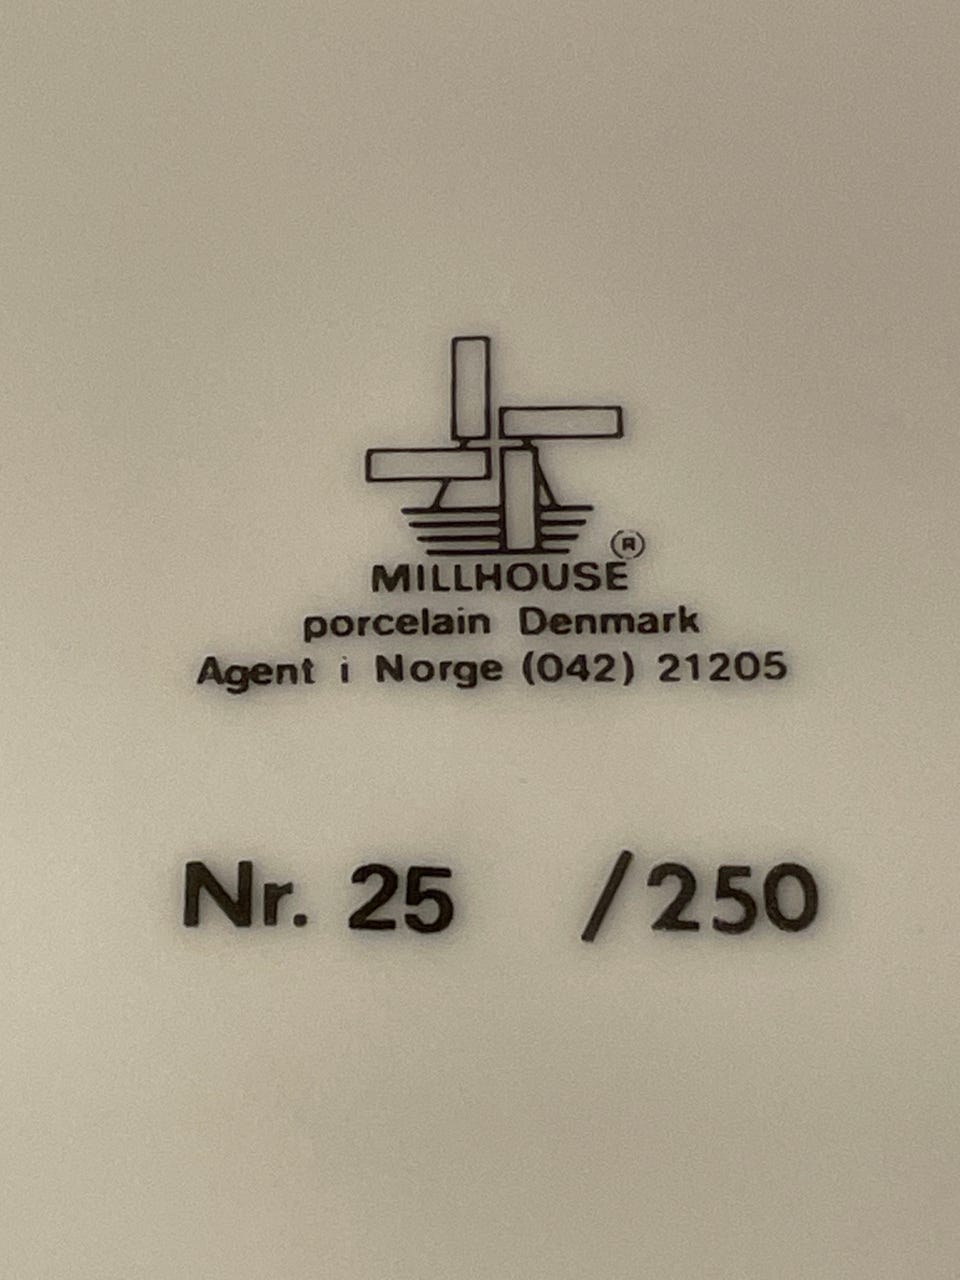 ®
MILLHOUSE
porcelain Denmark
Agent i Norge (042) 21205
Nr. 25 /250